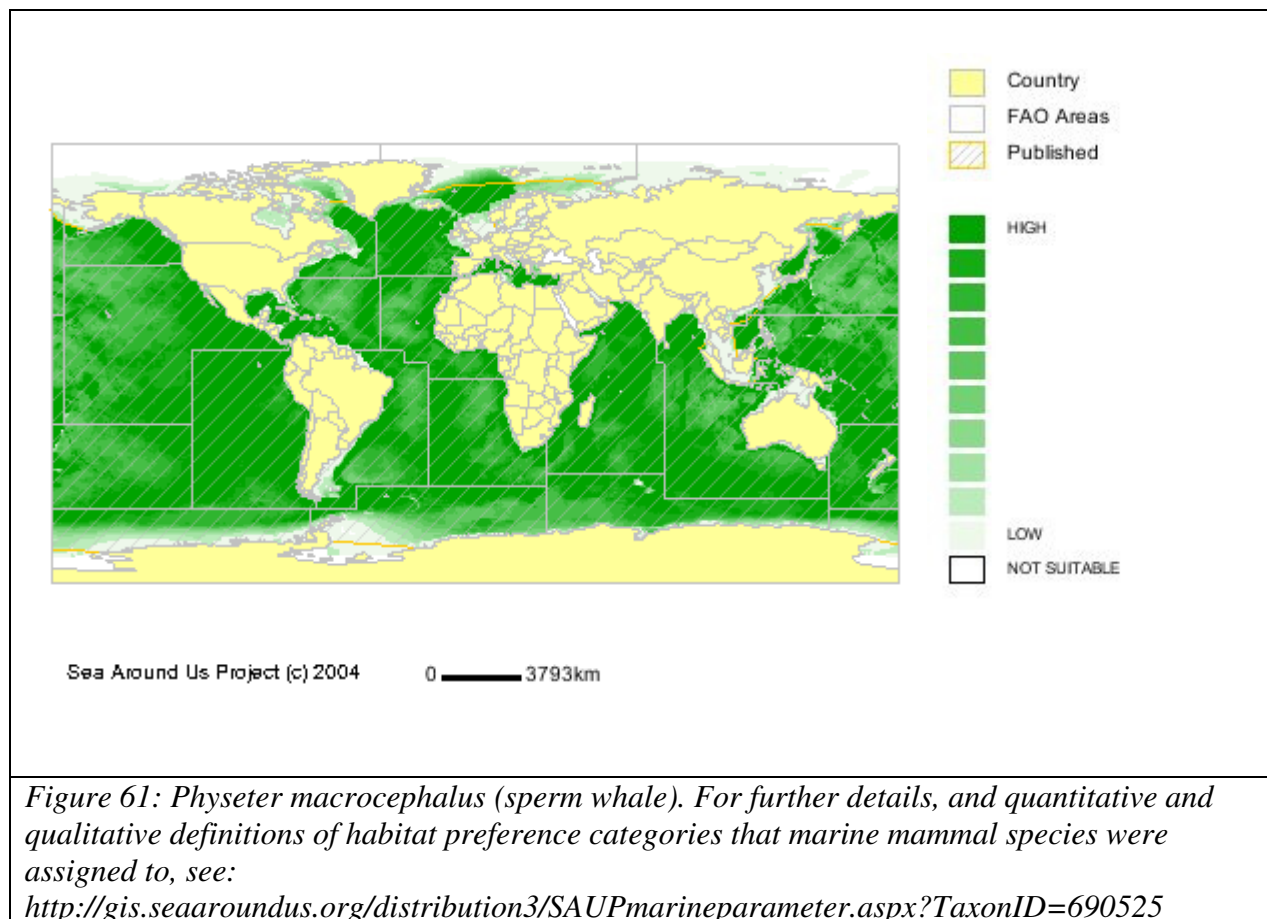 Country
FAO Areas
Published
HIGH
LOW
NOT SUITABLE
Sea Around Us Project (c) 2004 0 3793km
Figure 61: Physeter macrocephalus (sperm whale). For further details, and quantitative and
qualitative definitions of habitat preference categories that marine mammal species were
assigned to, see:
http://gis.seaaroundus.org/distribution3/SAUPmarineparameter.aspx?TaxonID=690525